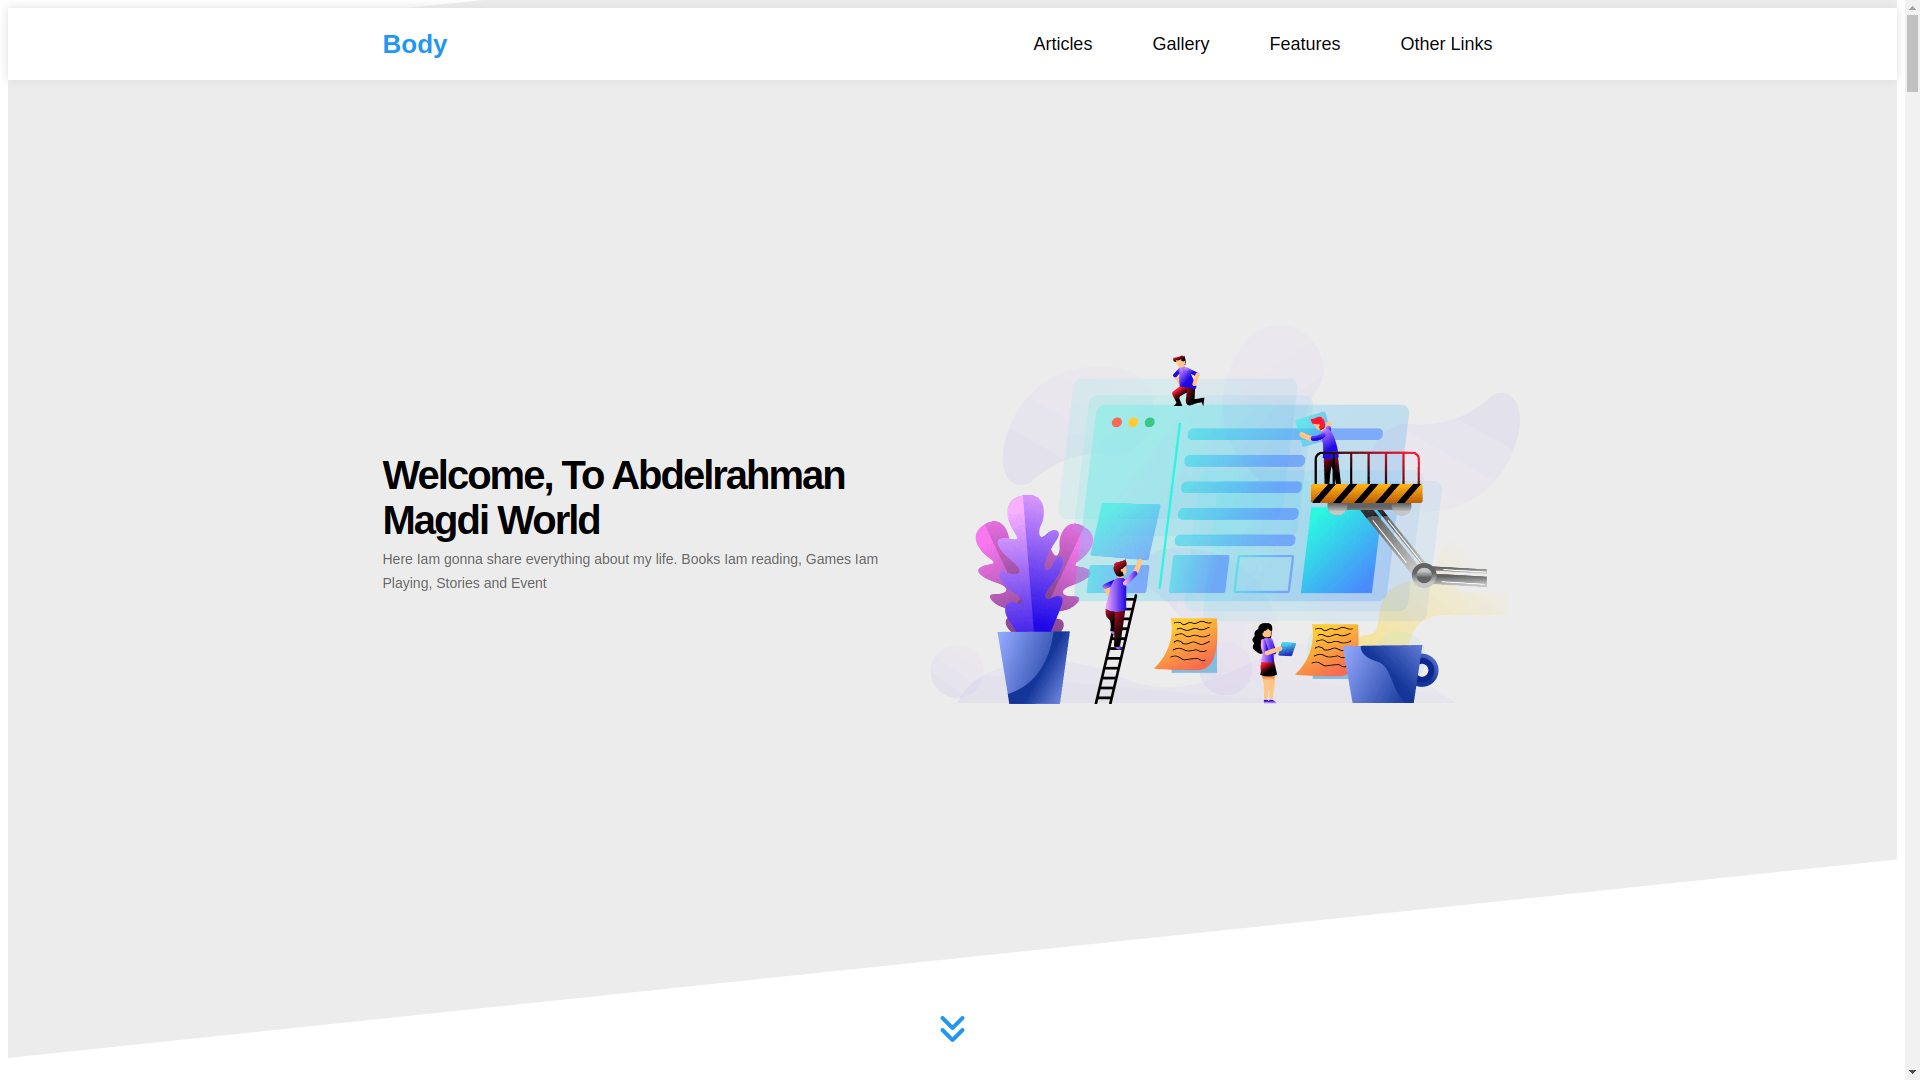 Body
Articles
Gallery
Features
Other Links
Welcome, To Abdelrahman
Magdi World
Here Iam gonna share everything about my life. Books Iam reading, Games Iam
Playing, Stories and Event